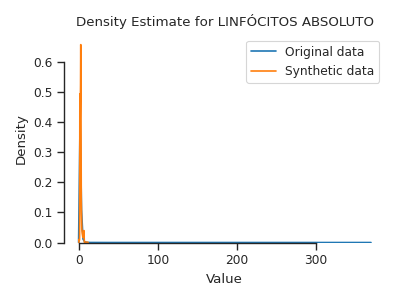 Density Estimate for LINFÓCITOS ABSOLUTO
Original data
Synthetic data
0.6
0.5
0.4
0.3
0.2
0.1
0.0
Density
0
100
200
300
Value